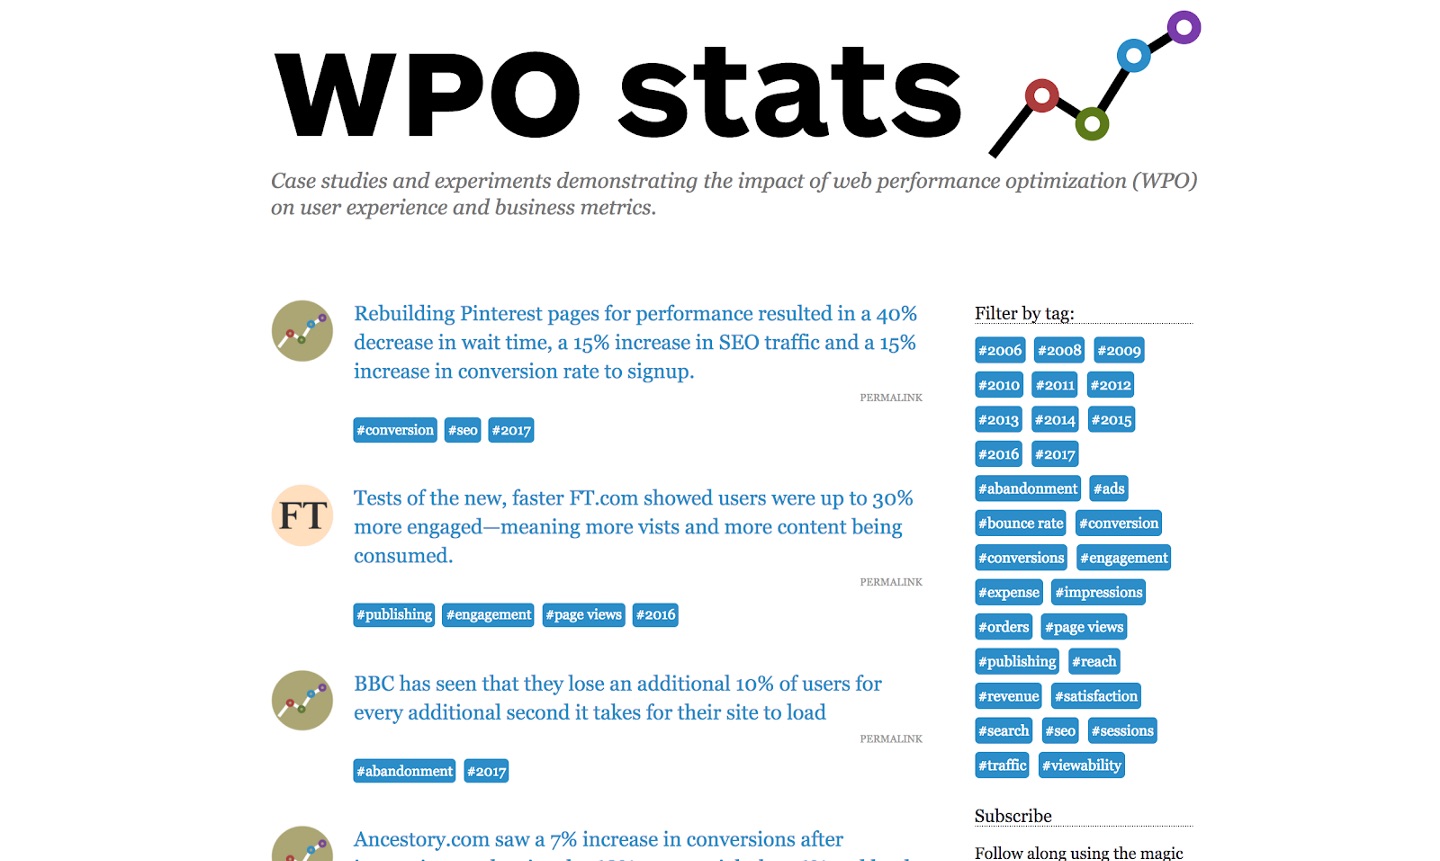 WPO stats
Case studies and experiments demonstrating the impact of web performance optimization (WPO)
on user experience and business metrics.
Rebuilding Pinterest pages for performance resulted in a 40%
decrease in wait time, a 15% increase in SEO traffic and a 15%
increase in conversion rate to signup.
PERMALINK
#conversion #seo #2017
FT
Tests of the new, faster FT.com showed users were up to 30%
more engaged—meaning more vists and more content being
consumed.
PERMALINK
#publishing #engagement #page views #2016
BBC has seen that they lose an additional 10% of users for
every additional second it takes for their site to load
PERMALINK
#abandonment #2017
Ancestory.com saw a 7% increase in conversions after
Filter by tag:
#2006 #2008 #2009
#2010 #2011 #2012
#2013 #2014 #2015
#2016 #2017
#abandonment #ads
#bounce rate #conversion
#conversions #engagement
#expense #impressions
#orders #page views
#publishing #reach
#revenue #satisfaction
#search #seo #sessions
#traffic #viewability
Subscribe
Follow along using the magic